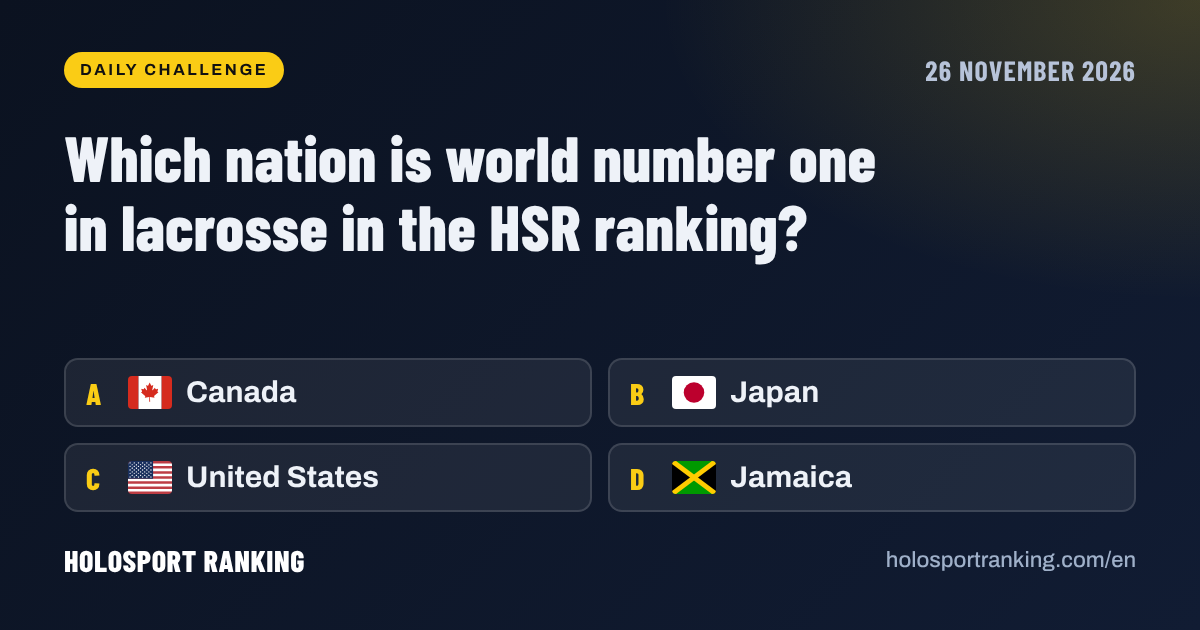 DAILY CHALLENGE
26 NOVEMBER 2026
Which nation is world number one
in lacrosse in the HSR ranking?
A Canada
B Japan
C United States
D Jamaica
HOLOSPORT RANKING
holosportranking.com/en